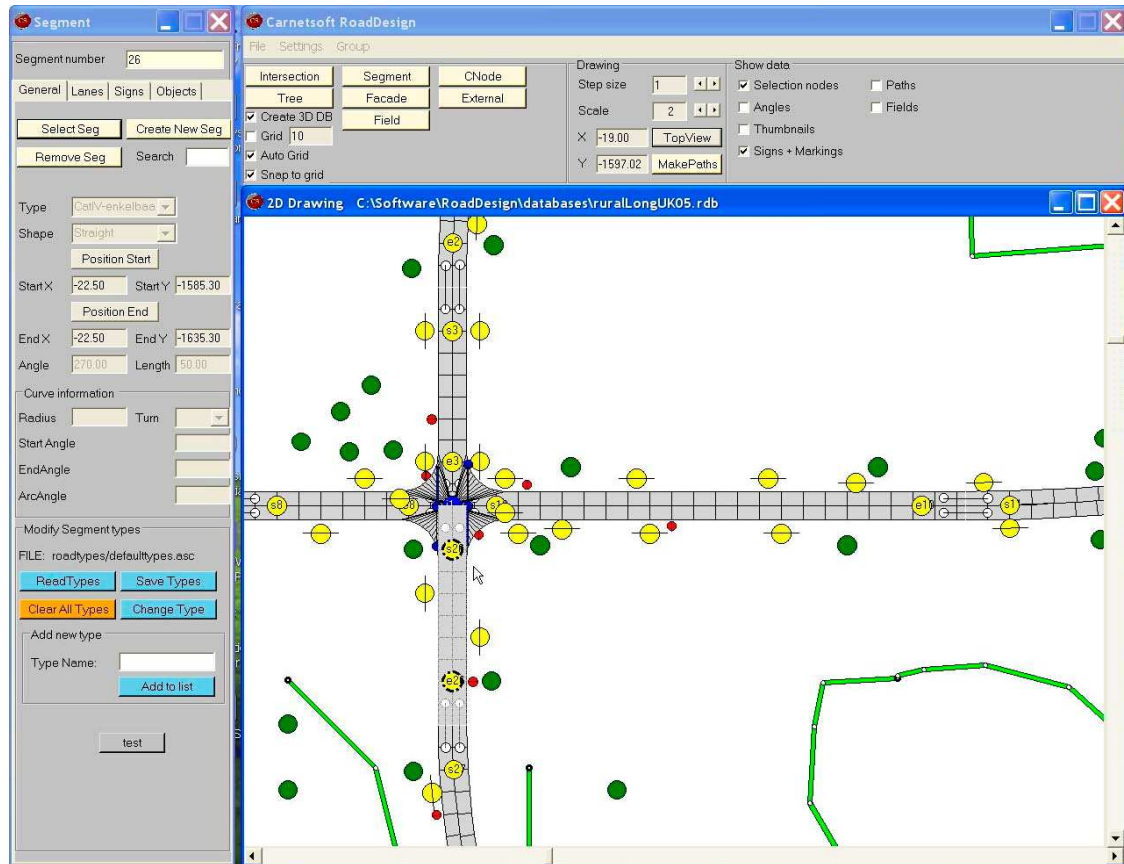 Segment
Segment number 26
General Lanes Signs Objects
Select Seg Create New Seg
Remove Seg Search
Type CatIV-enkelbaa
Shape Straight
Position Start
Start X -22.50 Start Y -1585.30
Position End
End X -22.50 End Y -1635.30
Angle 270.00 Length 50.00
Curve information
Radius Turn
Start Angle
EndAngle
ArcAngle
Modify Segment types
FILE: roadtypes/defaulttypes.asc
ReadTypes Save Types
Clear All Types Change Type
Add new type
Type Name:
Add to list
test
Carnetsoft RoadDesign
File Settings Group
Intersection Segment CNode
Tree Facade External
Create 3D DB Field
Grid 10
Auto Grid
Snap to grid
Drawing
Step size 1
Scale 2
X -19.00 TopView
Y -1597.02 MakePaths
Show data
Selection nodes Paths
Angles Fields
Thumbnails
Signs + Markings
2D Drawing C:\Software\RoadDesign\databases\ruralLongUK05.rdb
e2
s3
e3
s8
e10
s26
e26
s27